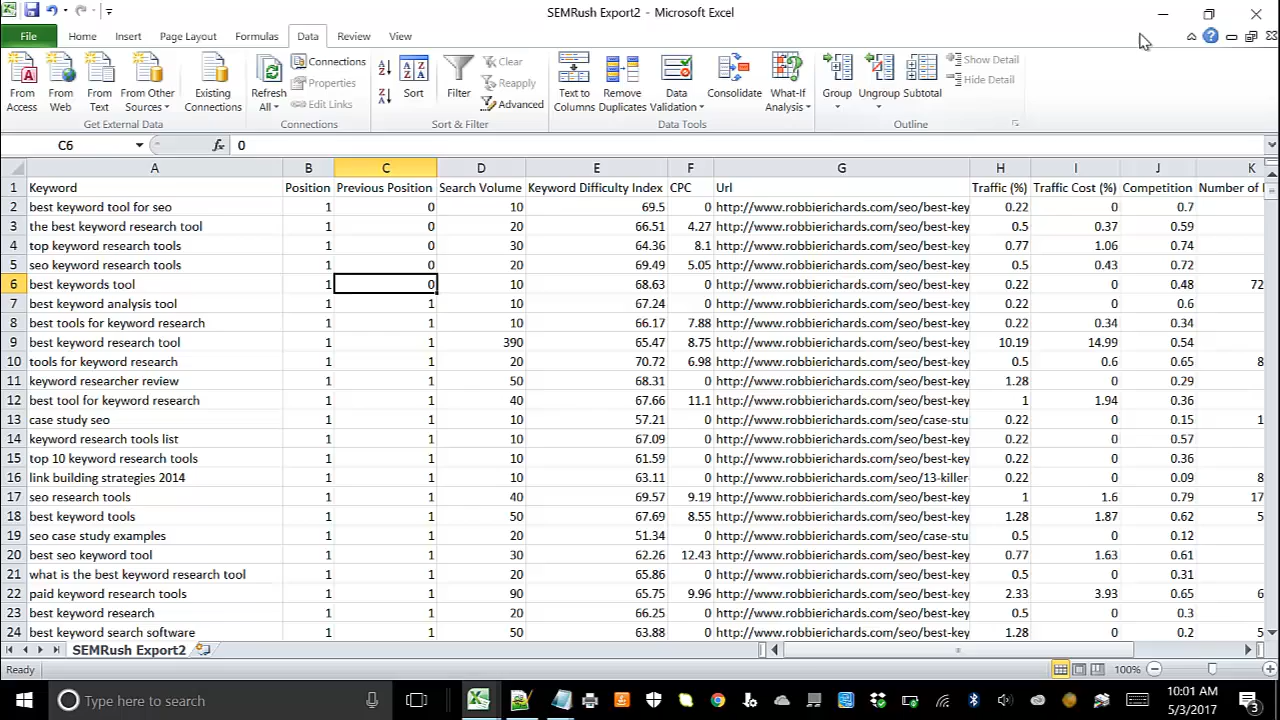 SEMRush Export2 - Microsoft Excel
File Home Insert Page Layout Formulas Data Review View
From Access From Web From Text From Other Sources Existing Connections Refresh All Connections Properties Edit Links Sort Filter Clear Reapply Advanced Text to Columns Remove Duplicates Data Validation Consolidate What-If Analysis Group Ungroup Subtotal Show Detail Hide Detail
Get External Data Connections Sort & Filter Data Tools Outline
C6 fx 0
A B C D E F G H I J K
1 Keyword Position Previous Position Search Volume Keyword Difficulty Index CPC Url Traffic (%) Traffic Cost (%) Competition Number of
2 best keyword tool for seo 1 0 10 69.5 0 http://www.robbierichards.com/seo/best-key 0.22 0 0.7
3 the best keyword research tool 1 0 20 66.51 4.27 http://www.robbierichards.com/seo/best-key 0.5 0.37 0.59
4 top keyword research tools 1 0 30 64.36 8.1 http://www.robbierichards.com/seo/best-key 0.77 1.06 0.74
5 seo keyword research tools 1 0 20 69.49 5.05 http://www.robbierichards.com/seo/best-key 0.5 0.43 0.72
6 best keywords tool 1 0 10 68.63 0 http://www.robbierichards.com/seo/best-key 0.22 0 0.48 72
7 best keyword analysis tool 1 1 10 67.24 0 http://www.robbierichards.com/seo/best-key 0.22 0 0.6
8 best tools for keyword research 1 1 10 66.17 7.88 http://www.robbierichards.com/seo/best-key 0.22 0.34 0.34
9 best keyword research tool 1 1 390 65.47 8.75 http://www.robbierichards.com/seo/best-key 10.19 14.99 0.54
10 tools for keyword research 1 1 20 70.72 6.98 http://www.robbierichards.com/seo/best-key 0.5 0.6 0.65 8
11 keyword researcher review 1 1 50 68.31 0 http://www.robbierichards.com/seo/best-key 1.28 0 0.29
12 best tool for keyword research 1 1 40 67.66 11.1 http://www.robbierichards.com/seo/best-key 1 1.94 0.36
13 case study seo 1 1 10 57.21 0 http://www.robbierichards.com/seo/case-stu 0.22 0 0.15 1
14 keyword research tools list 1 1 10 67.09 0 http://www.robbierichards.com/seo/best-key 0.22 0 0.57
15 top 10 keyword research tools 1 1 10 61.59 0 http://www.robbierichards.com/seo/best-key 0.22 0 0.36
16 link building strategies 2014 1 1 10 63.11 0 http://www.robbierichards.com/seo/13-killer- 0.22 0 0.09 8
17 seo research tools 1 1 40 69.57 9.19 http://www.robbierichards.com/seo/best-key 1 1.6 0.79 17
18 best keyword tools 1 1 50 67.69 8.55 http://www.robbierichards.com/seo/best-key 1.28 1.87 0.62 5
19 seo case study examples 1 1 20 51.34 0 http://www.robbierichards.com/seo/case-stu 0.5 0 0.12
20 best seo keyword tool 1 1 30 62.26 12.43 http://www.robbierichards.com/seo/best-key 0.77 1.63 0.61
21 what is the best keyword research tool 1 1 20 65.86 0 http://www.robbierichards.com/seo/best-key 0.5 0 0.31
22 paid keyword research tools 1 1 90 65.75 9.96 http://www.robbierichards.com/seo/best-key 2.33 3.93 0.65 6
23 best keyword research 1 1 20 66.25 0 http://www.robbierichards.com/seo/best-key 0.5 0 0.3
24 best keyword search software 1 1 50 63.88 0 http://www.robbierichards.com/seo/best-key 1.28 0 0.2 5
SEMRush Export2
Ready 100%
Type here to search 10:01 AM
5/3/2017 3